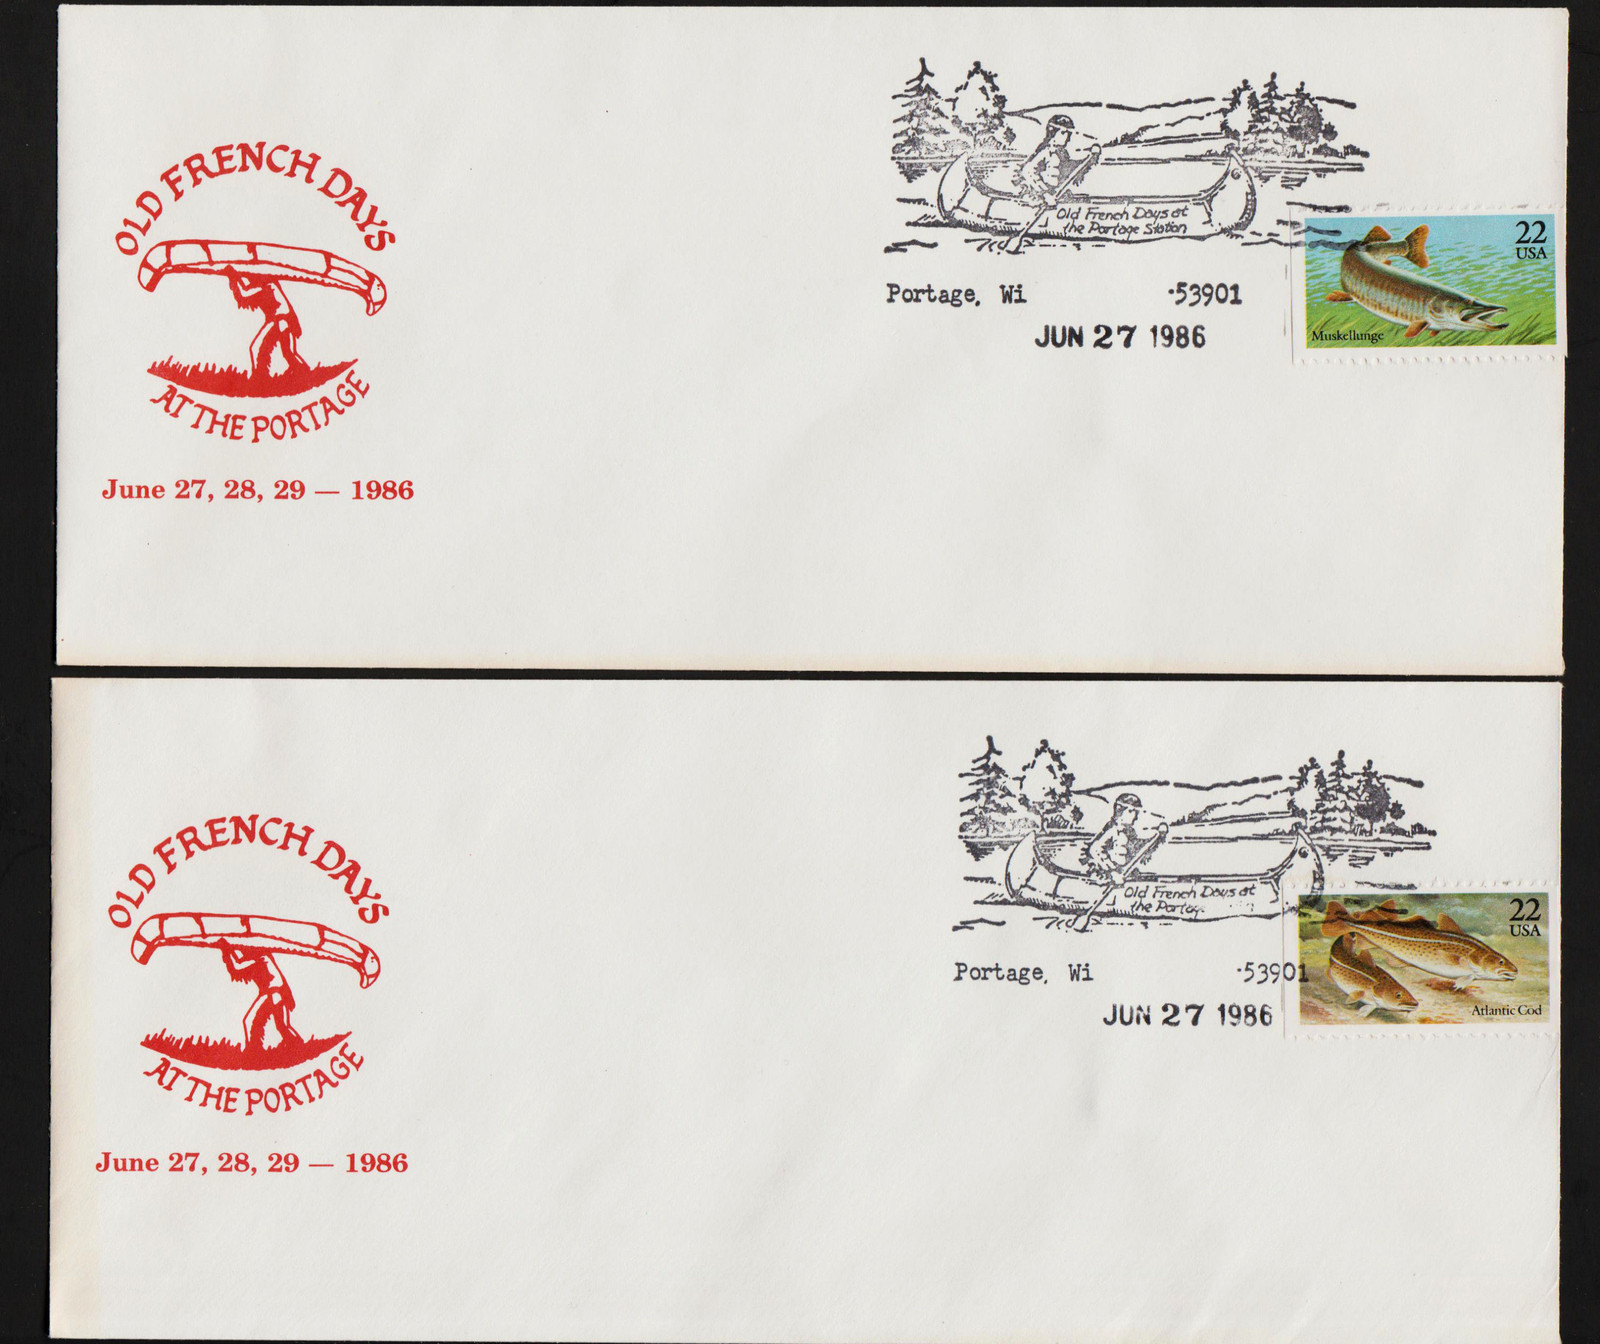 OLD FRENCH DAYS
AT THE PORTAGE
June 27, 28, 29 — 1986
Old French Days at
the Portage Station
Portage, Wi ·53901
JUN 27 1986
22
USA
Muskellunge
OLD FRENCH DAYS
AT THE PORTAGE
June 27, 28, 29 — 1986
Old French Days at
the Portage
Portage, Wi ·53901
JUN 27 1986
22
USA
Atlantic Cod